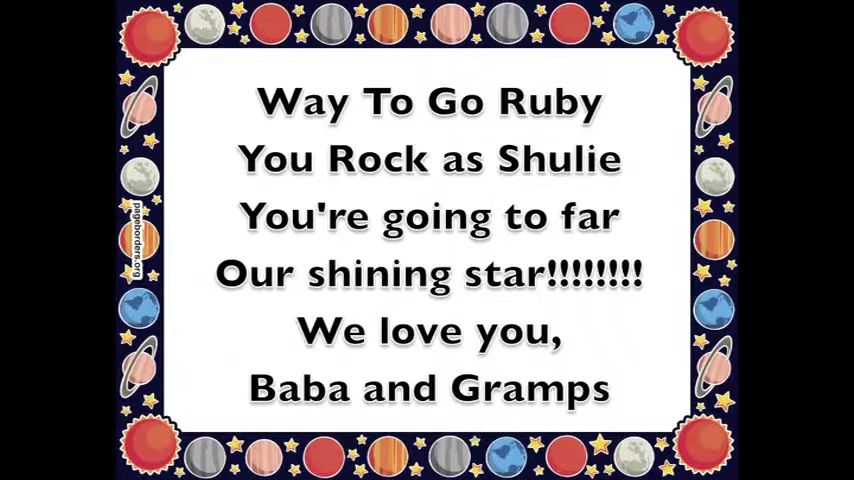 Way To Go Ruby
You Rock as Shulie
You're going to far
Our shining star!!!!!!!!
We love you,
Baba and Gramps
pageborders.org